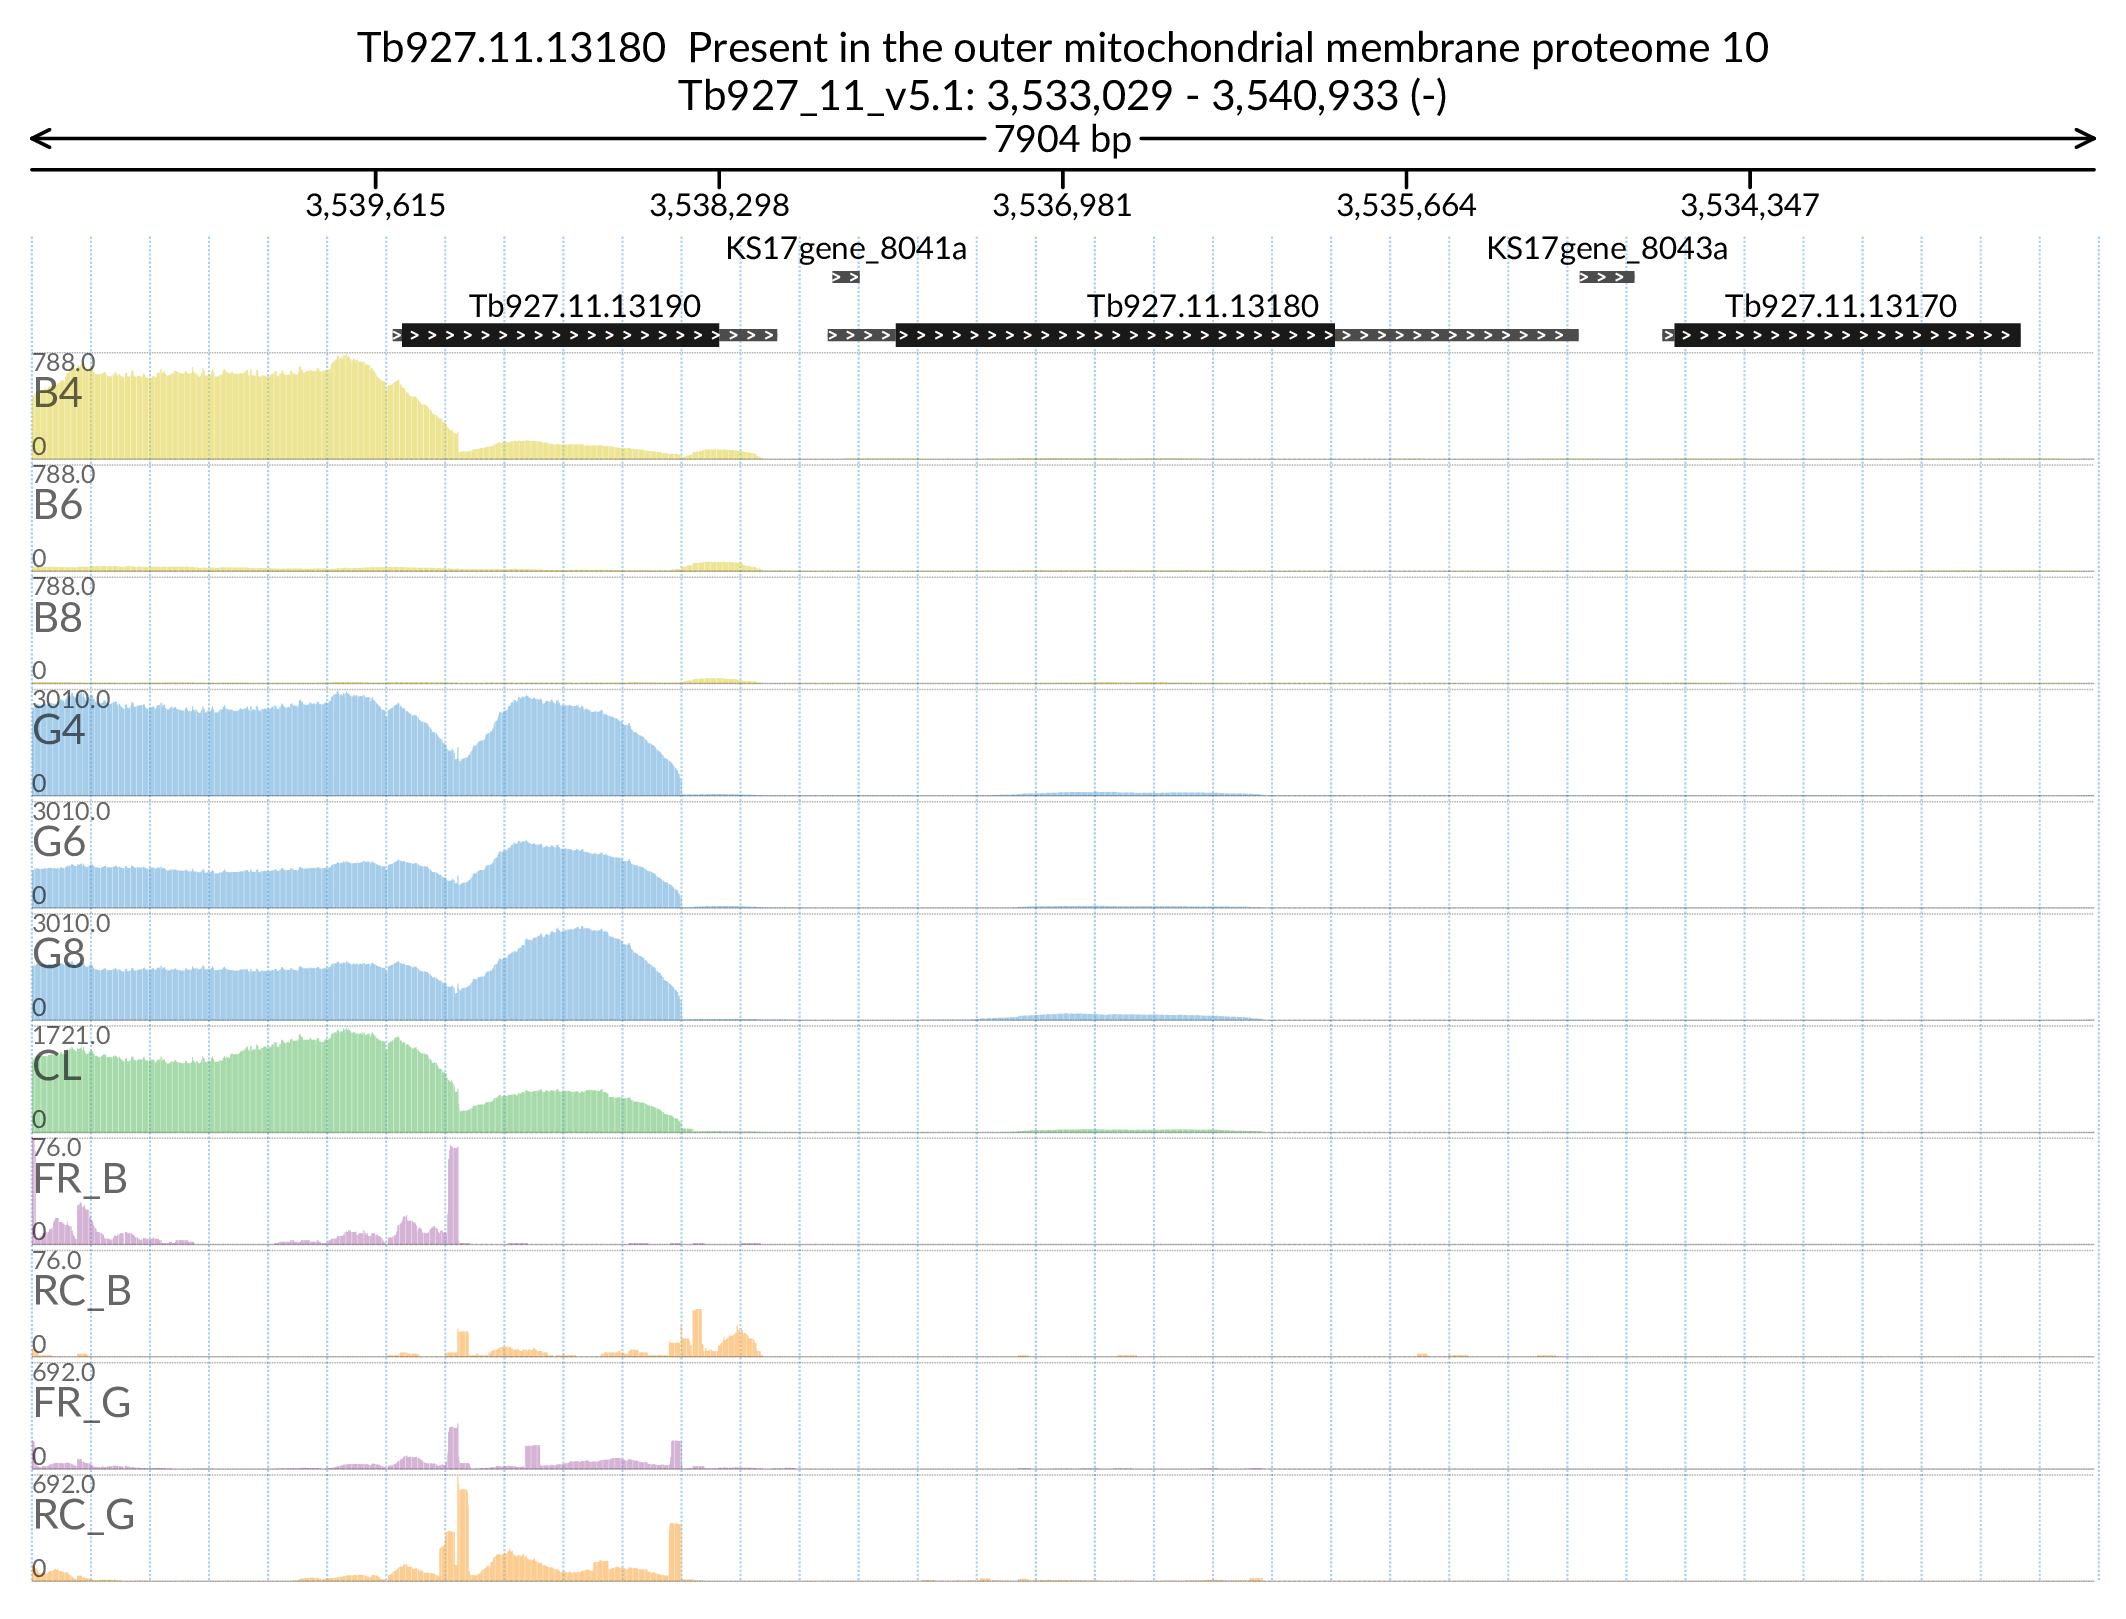 Tb927.11.13180 Present in the outer mitochondrial membrane proteome 10
Tb927_11_v5.1: 3,533,029 - 3,540,933 (-)
7904 bp
3,539,615 3,538,298 3,536,981 3,535,664 3,534,347
KS17gene_8041a KS17gene_8043a
Tb927.11.13190 Tb927.11.13180 Tb927.11.13170
788.0
B4
0
788.0
B6
0
788.0
B8
0
3010.0
G4
0
3010.0
G6
0
3010.0
G8
0
1721.0
CL
0
76.0
FR_B
0
76.0
RC_B
0
692.0
FR_G
0
692.0
RC_G
0